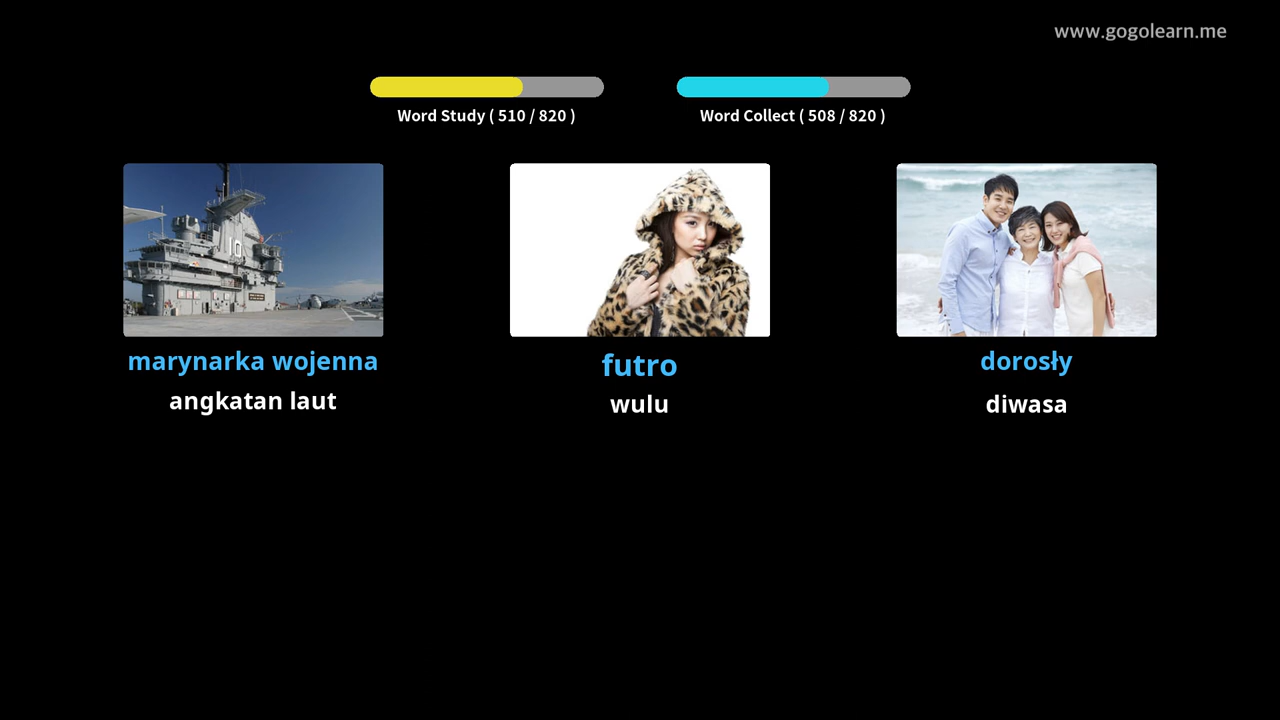 www.gogolearn.me
Word Study ( 510 / 820 )
Word Collect ( 508 / 820 )
10
marynarka wojenna
futro
dorosły
angkatan laut
wulu
diwasa